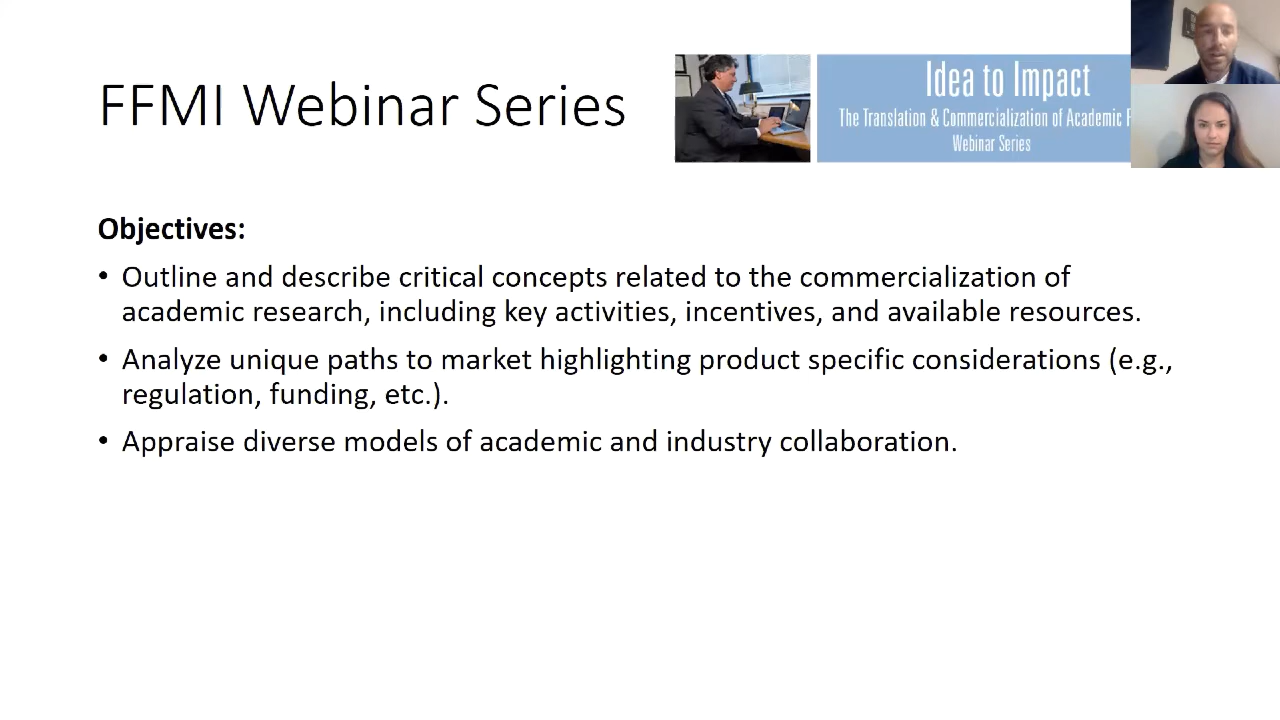 FFMI Webinar Series
Idea to Impact
The Translation & Commercialization of Academic
Webinar Series
Objectives:
• Outline and describe critical concepts related to the commercialization of
academic research, including key activities, incentives, and available resources.
• Analyze unique paths to market highlighting product specific considerations (e.g.,
regulation, funding, etc.).
• Appraise diverse models of academic and industry collaboration.